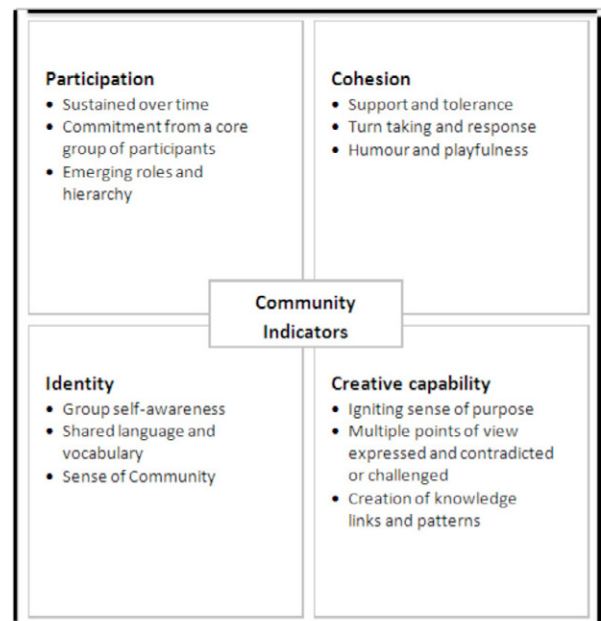 Participation
• Sustained over time
• Commitment from a core
group of participants
• Emerging roles and
hierarchy
Cohesion
• Support and tolerance
• Turn taking and response
• Humour and playfulness
Community
Indicators
Identity
• Group self-awareness
• Shared language and
vocabulary
• Sense of Community
Creative capability
• Igniting sense of purpose
• Multiple points of view
expressed and contradicted
or challenged
• Creation of knowledge
links and patterns